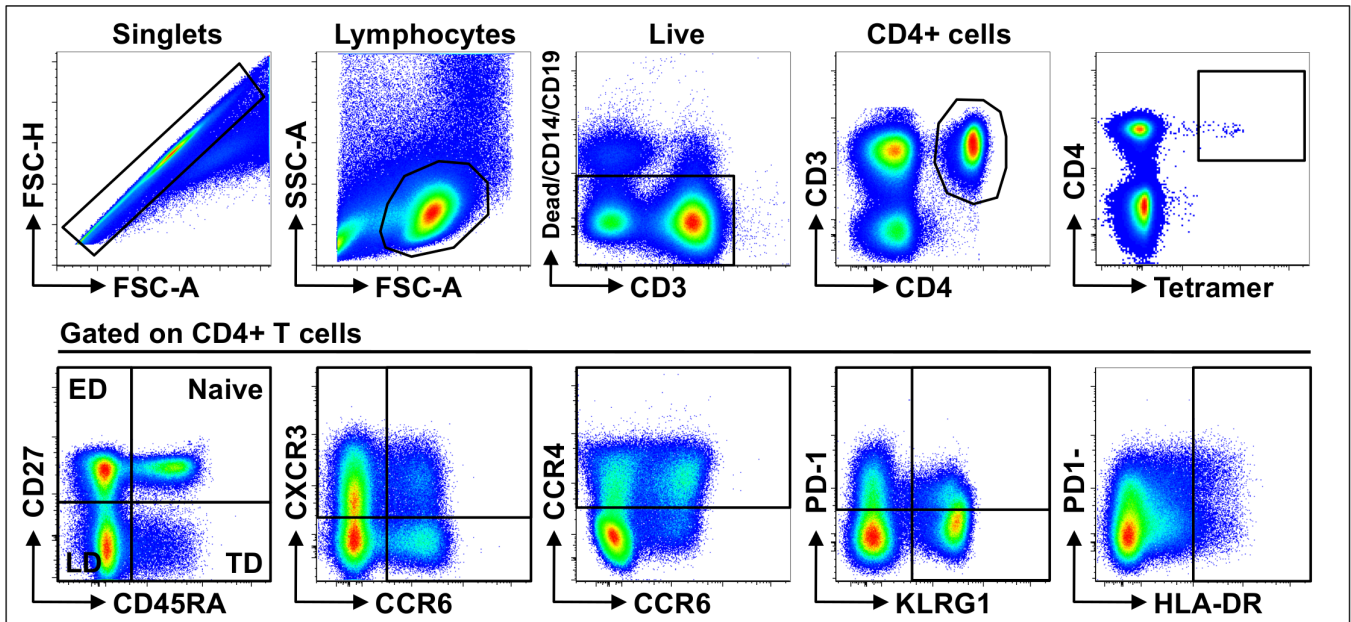 Singlets
FSC-H
FSC-A
Lymphocytes
SSC-A
FSC-A
Live
Dead/CD14/CD19
CD3
CD4+ cells
CD3
CD4
CD4
Tetramer
Gated on CD4+ T cells
ED
Naive
LD
TD
CD27
CD45RA
CXCR3
CCR6
CCR4
CCR6
PD-1
KLRG1
PD1-
HLA-DR